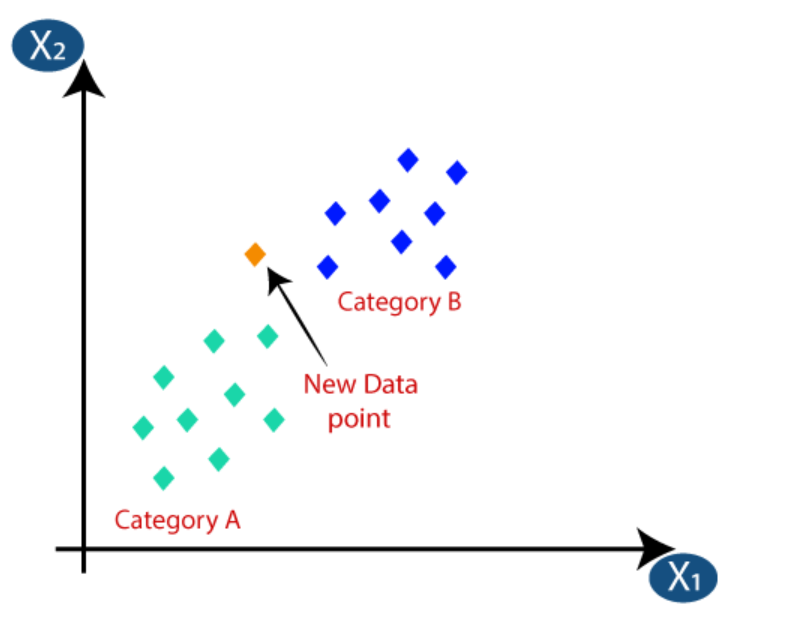 X₂
Category B
New Data
point
Category A
X₁